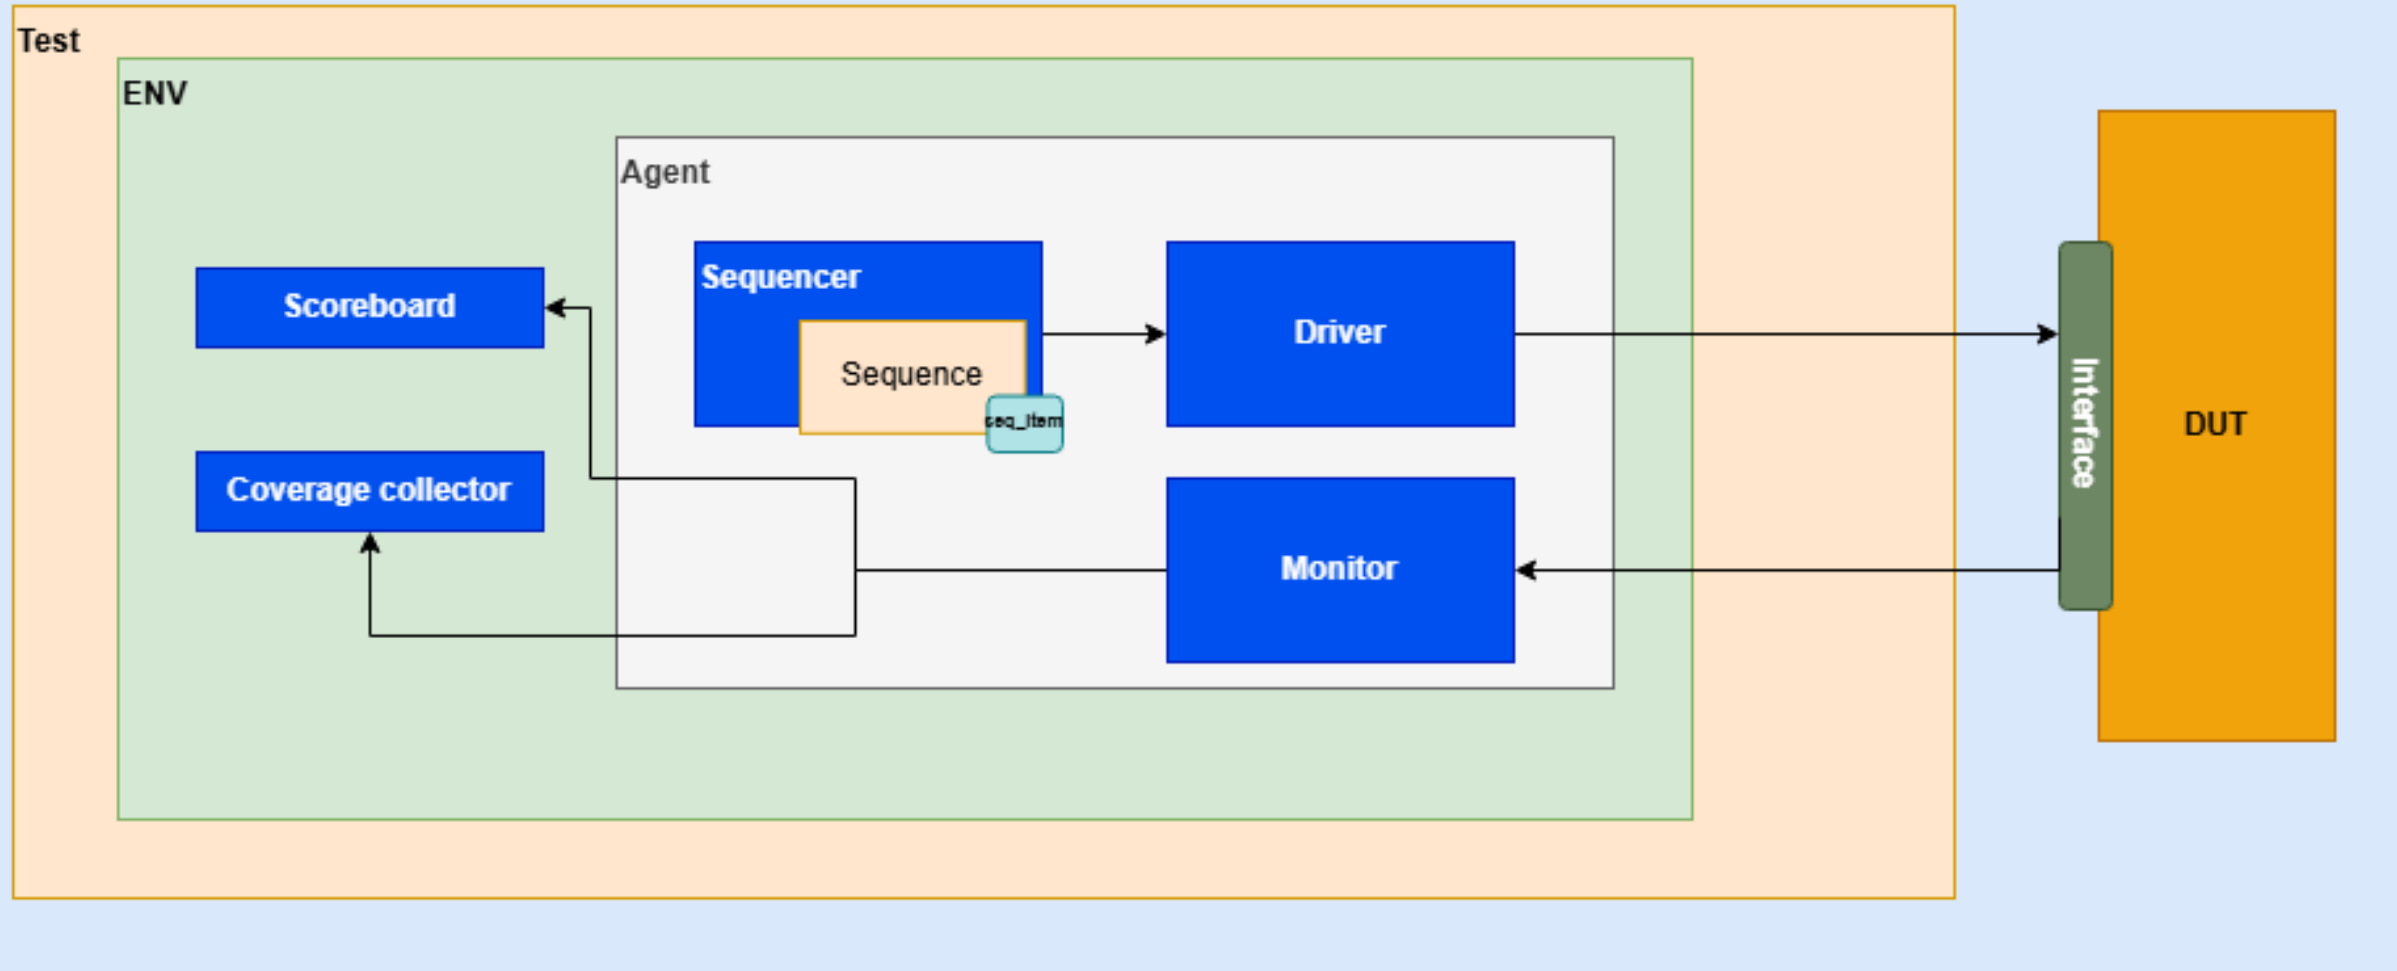 Test
ENV
Agent
Sequencer
Scoreboard
Driver
Sequence
seq_item
Interface
DUT
Coverage collector
Monitor